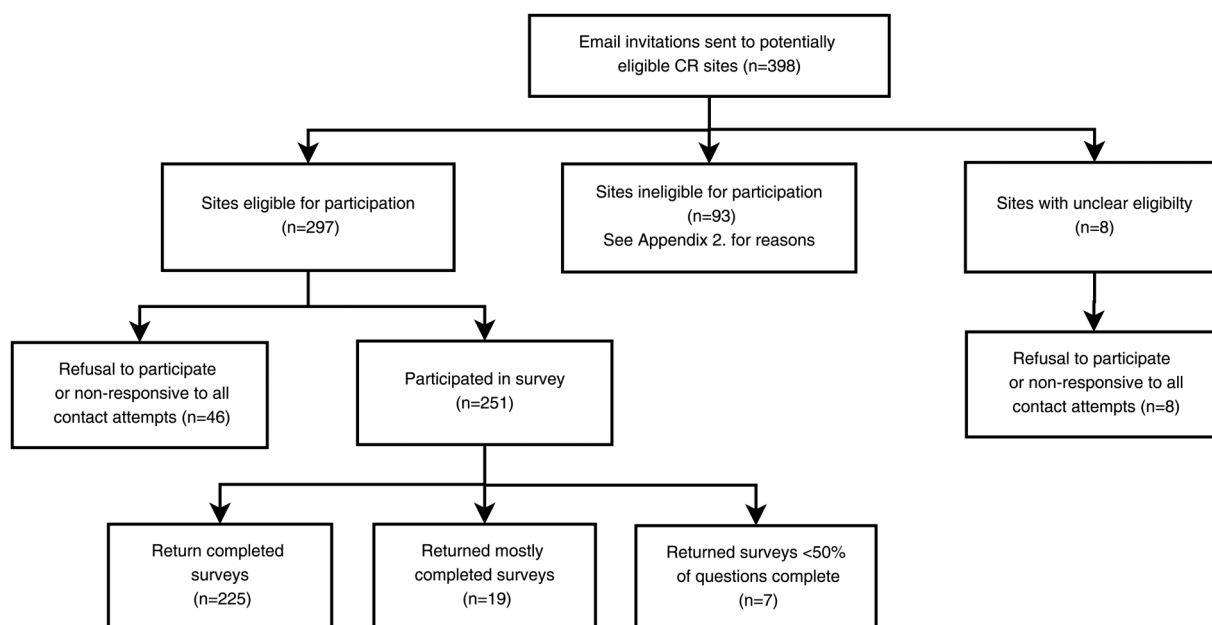 Email invitations sent to potentially
eligible CR sites (n=398)
Sites eligible for participation
(n=297)
Sites ineligible for participation
(n=93)
See Appendix 2. for reasons
Sites with unclear eligibilty
(n=8)
Refusal to participate
or non-responsive to all
contact attempts (n=46)
Participated in survey
(n=251)
Refusal to participate
or non-responsive to all
contact attempts (n=8)
Return completed
surveys
(n=225)
Returned mostly
completed surveys
(n=19)
Returned surveys <50%
of questions complete
(n=7)